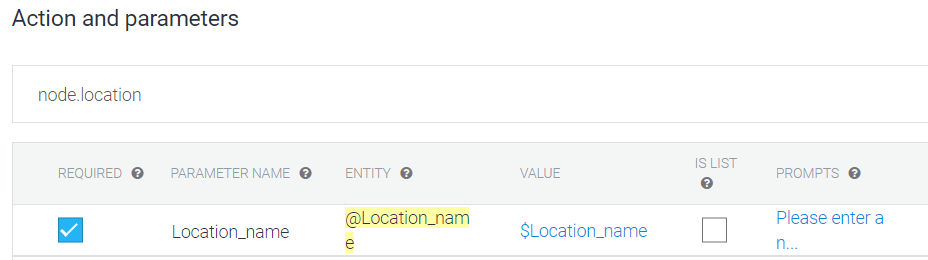 Action and parameters
node.location
REQUIRED PARAMETER NAME ENTITY VALUE IS LIST PROMPTS
Location_name @Location_nam
e $Location_name Please enter a
n...